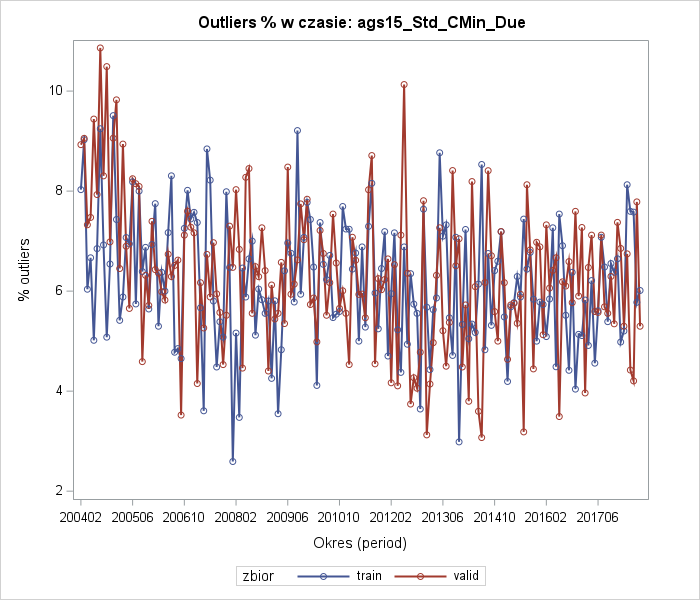 Outliers % w czasie: ags15_Std_CMin_Due
% outliers
10
8
6
4
2
200402 200506 200610 200802 200906 201010 201202 201306 201410 201602 201706
Okres (period)
zbior train valid